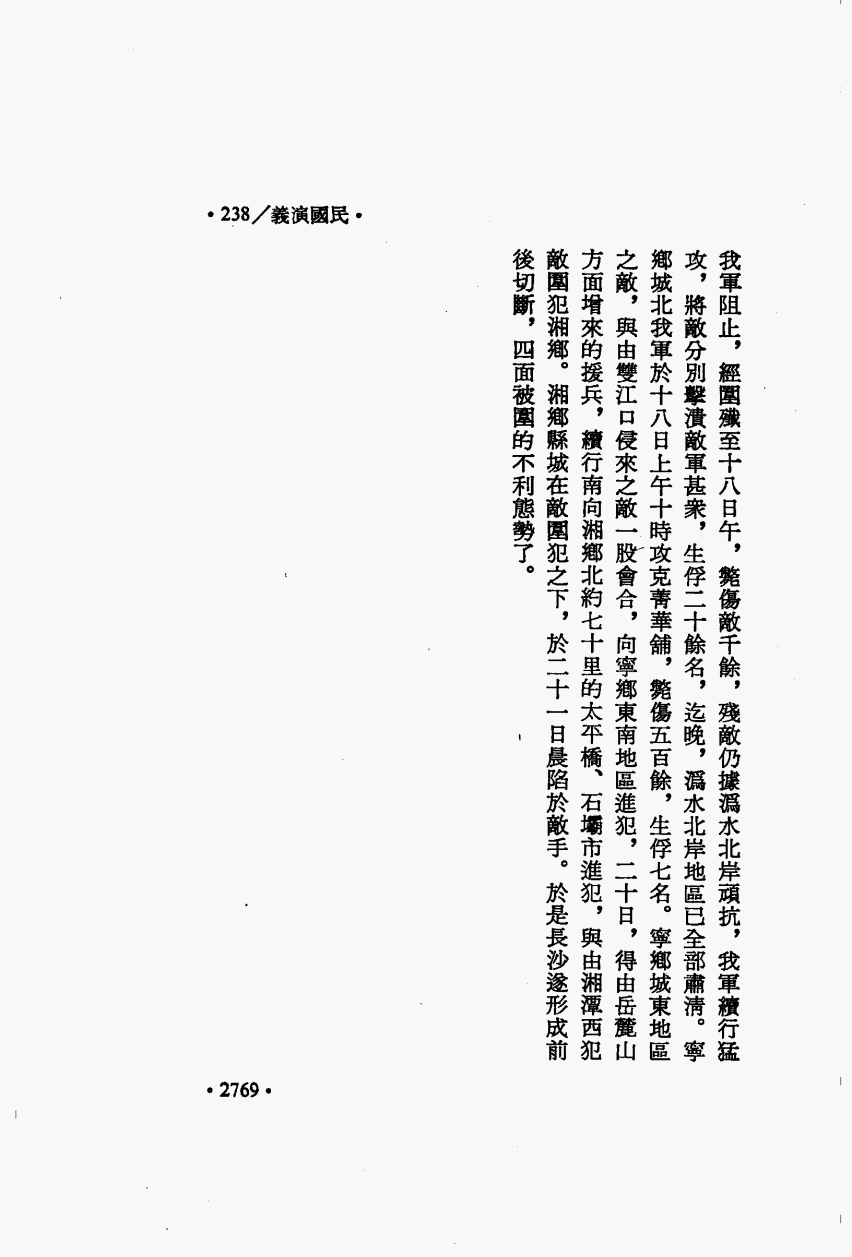 •238／義演國民•
我軍阻止，經圍殲至十八日午，斃傷敵千餘，殘敵仍據潙水北岸頑抗，我軍續行猛
攻，將敵分別擊潰敵軍甚衆，生俘二十餘名，迄晚，潙水北岸地區已全部肅清。寧
鄉城北我軍於十八日上午十時攻克菁華舖，斃傷五百餘，生俘七名。寧鄉城東地區
之敵，與由雙江口侵來之敵一股會合，向寧鄉東南地區進犯，二十日，得由岳麓山
方面增來的援兵，續行南向湘鄉北約七十里的太平橋、石壩市進犯，與由湘潭西犯
敵圍犯湘鄉。湘鄉縣城在敵圍犯之下，於二十一日晨陷於敵手。於是長沙遂形成前
後切斷，四面被圍的不利態勢了。
•2769•